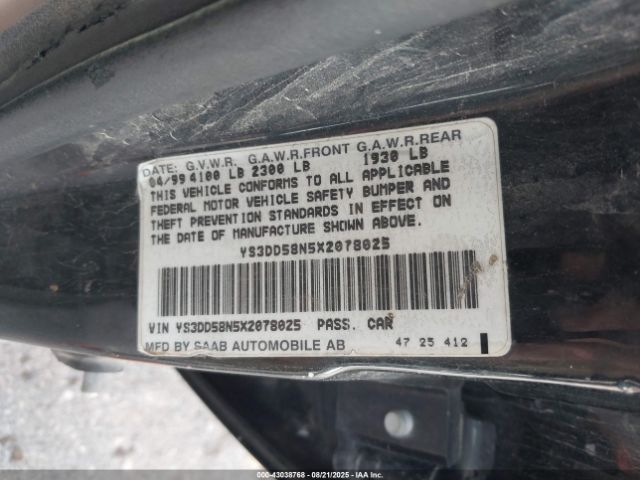 DATE: G.V.W.R. G.A.W.R.FRONT G.A.W.R.REAR
04/99 4100 LB 2300 LB 1930 LB
THIS VEHICLE CONFORMS TO ALL APPLICABLE
FEDERAL MOTOR VEHICLE SAFETY BUMPER AND
THEFT PREVENTION STANDARDS IN EFFECT ON
THE DATE OF MANUFACTURE SHOWN ABOVE.
YS3DD58N5X2078025
VIN YS3DD58N5X2078025 PASS. CAR
MFD BY SAAB AUTOMOBILE AB 47 25 412
000-43038768 08/21/2025 IAAI.COM